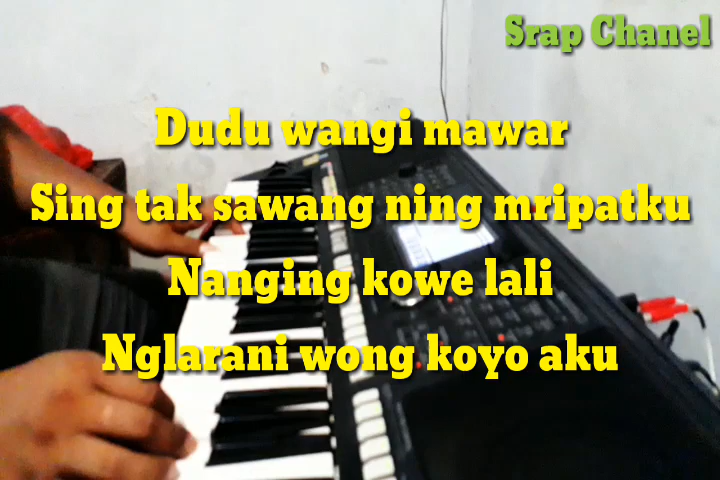 Srap Chanel
Dudu wangi mawar
Sing tak sawang ning mripatku
Nanging kowe lali
Nglarani wong koyo aku